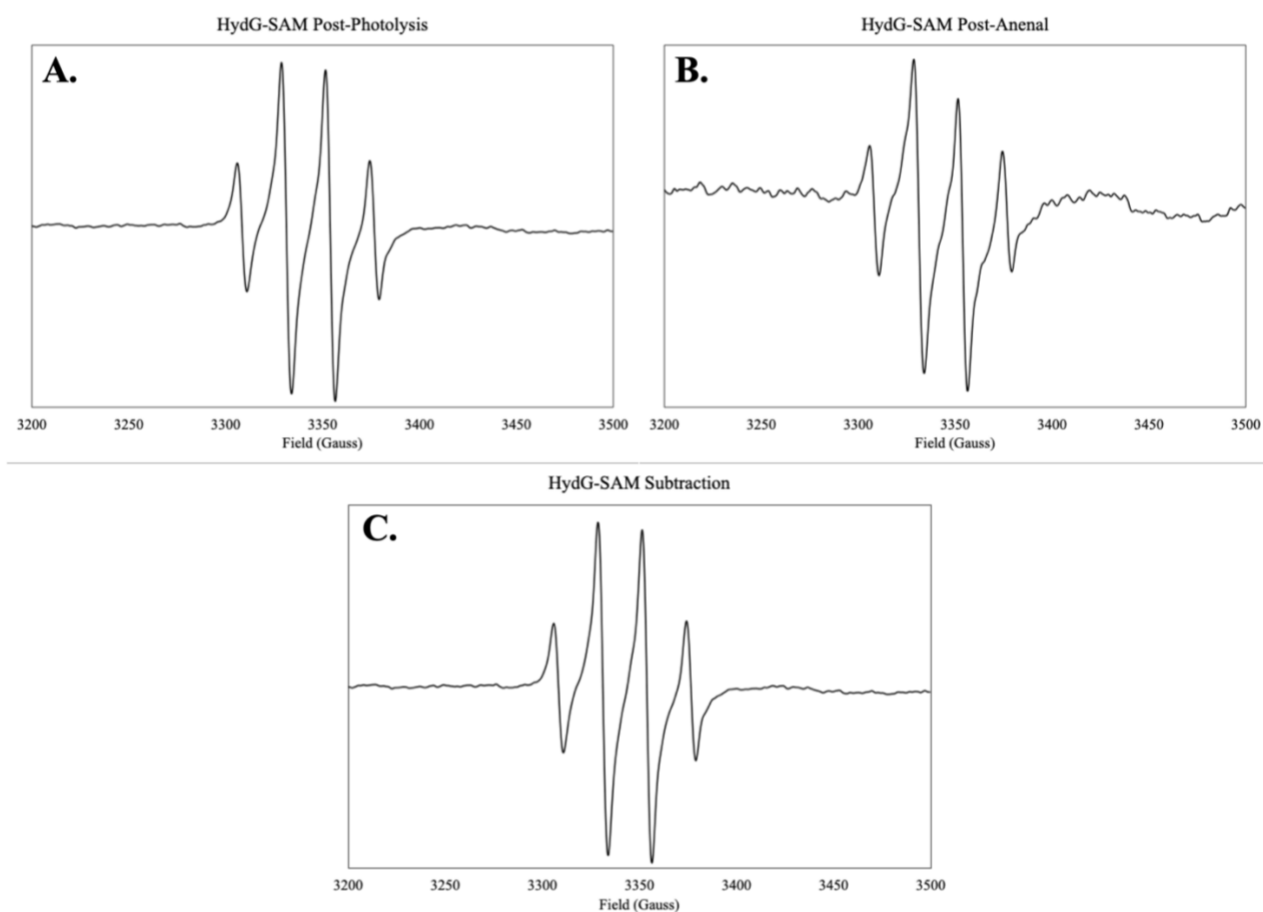 HydG-SAM Post-Photolysis
A.
3200 3250 3300 3350 3400 3450 3500
Field (Gauss)
HydG-SAM Post-Anenal
B.
3200 3250 3300 3350 3400 3450 3500
Field (Gauss)
HydG-SAM Subtraction
C.
3200 3250 3300 3350 3400 3450 3500
Field (Gauss)